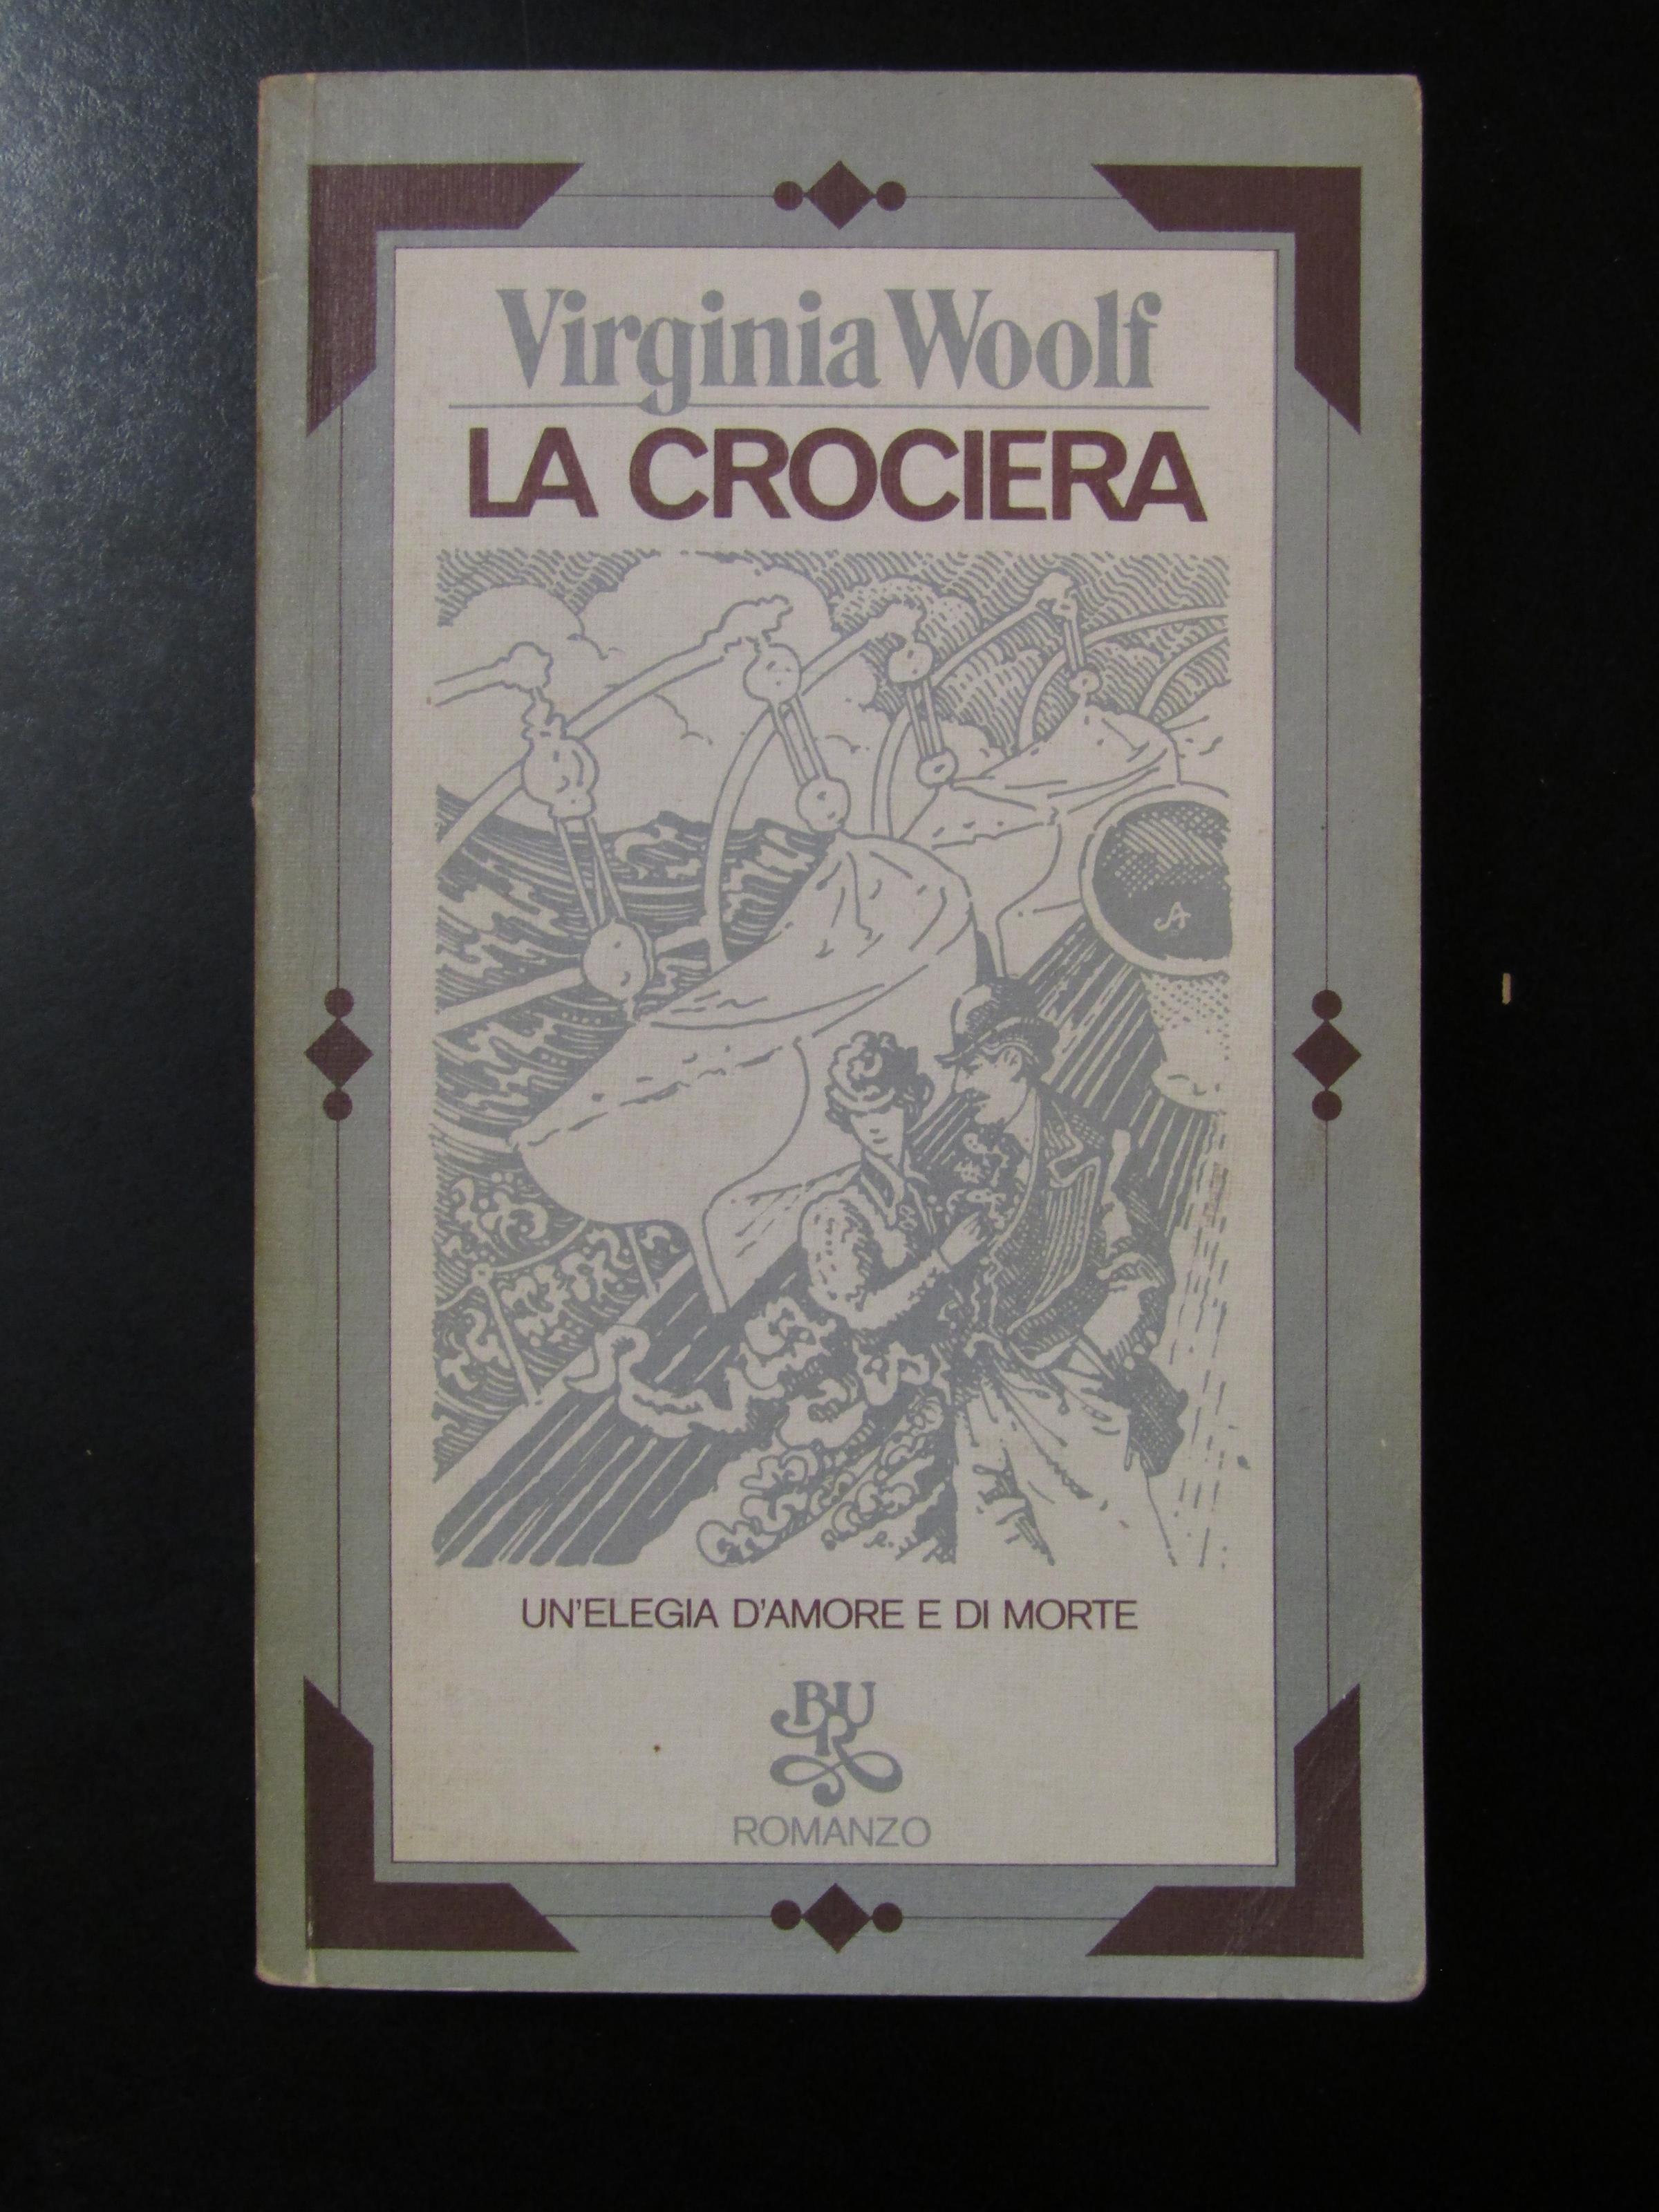 Virginia Woolf
LA CROCIERA
A
UN'ELEGIA D'AMORE E DI MORTE
BUR
ROMANZO